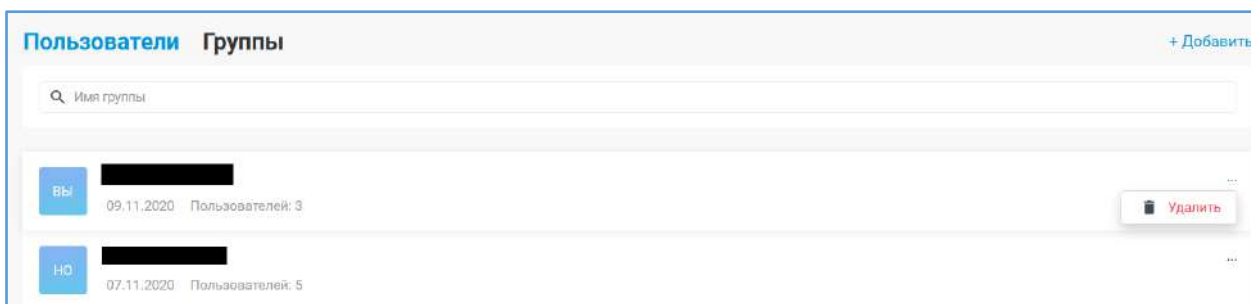 Пользователи Группы + Добавить
Имя группы
ВЫ
09.11.2020 Пользователей: 3
...
Удалить
НО
07.11.2020 Пользователей: 5
...